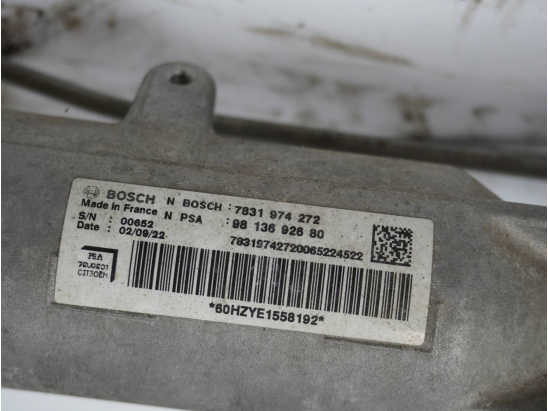 BOSCH N BOSCH : 7831 974 272
Made in France N PSA : 98 136 926 80
S/N : 00652
Date : 02/09/22
78319742720065224522
PSA
PEUGEOT
CITROËN
*60HZYE1558192*